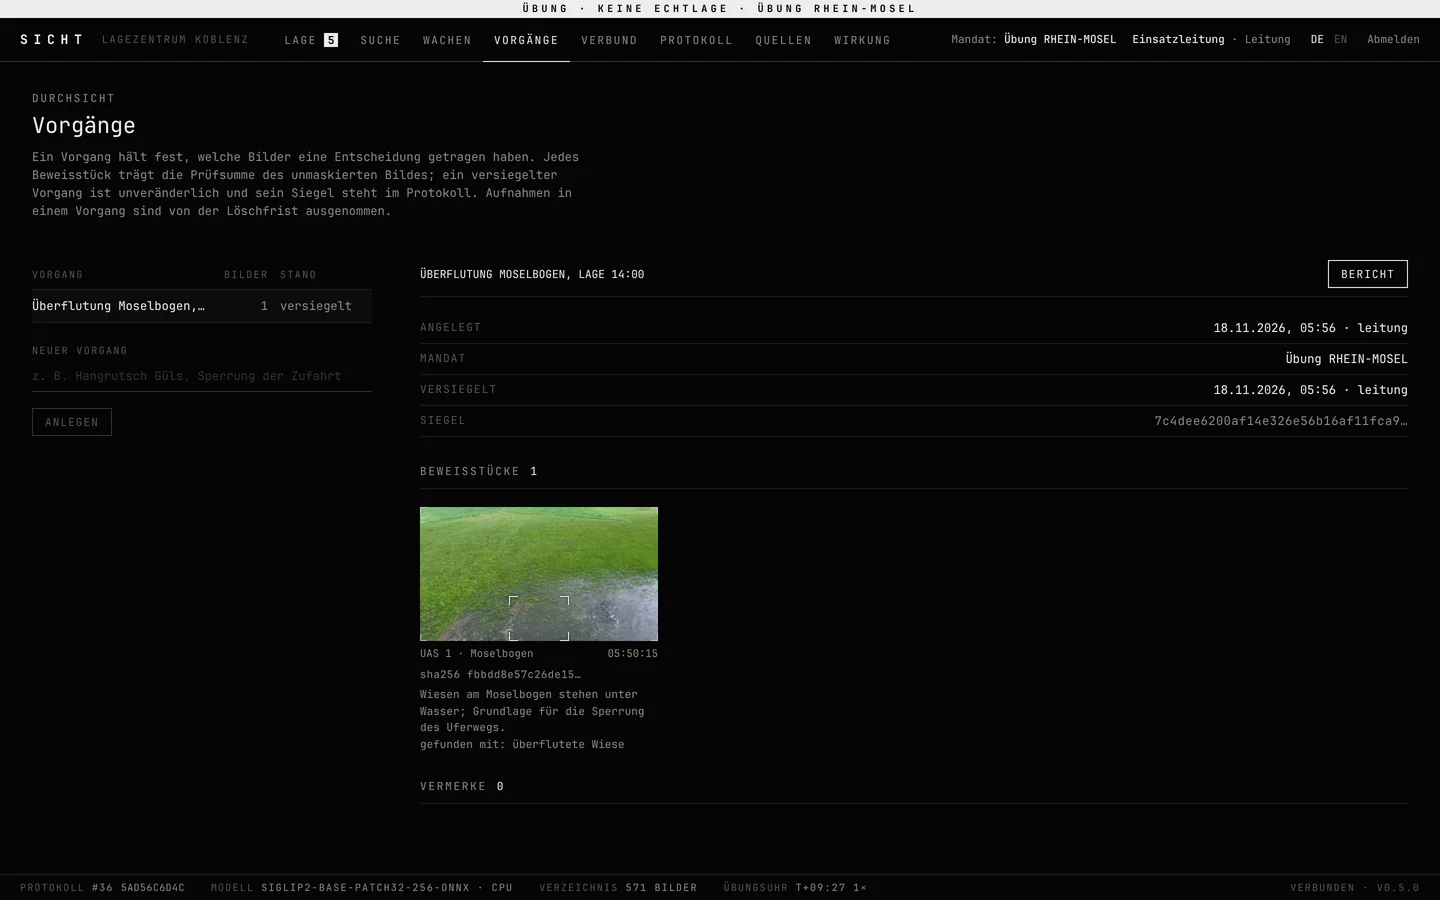 ÜBUNG · KEINE ECHTLAGE · ÜBUNG RHEIN-MOSEL
SICHT LAGEZENTRUM KOBLENZ LAGE 5 SUCHE WACHEN VORGÄNGE VERBUND PROTOKOLL QUELLEN WIRKUNG Mandat: Übung RHEIN-MOSEL Einsatzleitung · Leitung DE EN Abmelden
DURCHSICHT
Vorgänge
Ein Vorgang hält fest, welche Bilder eine Entscheidung getragen haben. Jedes
Beweisstück trägt die Prüfsumme des unmaskierten Bildes; ein versiegelter
Vorgang ist unveränderlich und sein Siegel steht im Protokoll. Aufnahmen in
einem Vorgang sind von der Löschfrist ausgenommen.
VORGANG BILDER STAND
Überflutung Moselbogen,… 1 versiegelt
NEUER VORGANG
z. B. Hangrutsch Güls, Sperrung der Zufahrt
ANLEGEN
ÜBERFLUTUNG MOSELBOGEN, LAGE 14:00 BERICHT
ANGELEGT 18.11.2026, 05:56 · leitung
MANDAT Übung RHEIN-MOSEL
VERSIEGELT 18.11.2026, 05:56 · leitung
SIEGEL 7c4dee6200af14e326e56b16af11fca9…
BEWEISSTÜCKE 1
UAS 1 · Moselbogen 05:50:15
sha256 fbbdd8e57c26de15…
Wiesen am Moselbogen stehen unter
Wasser; Grundlage für die Sperrung
des Uferwegs.
gefunden mit: überflutete Wiese
VERMERKE 0
PROTOKOLL #36 5AD56C6D4C MODELL SIGLIP2-BASE-PATCH32-256-ONNX · CPU VERZEICHNIS 571 BILDER ÜBUNGSUHR T+09:27 1× VERBUNDEN · V0.5.0